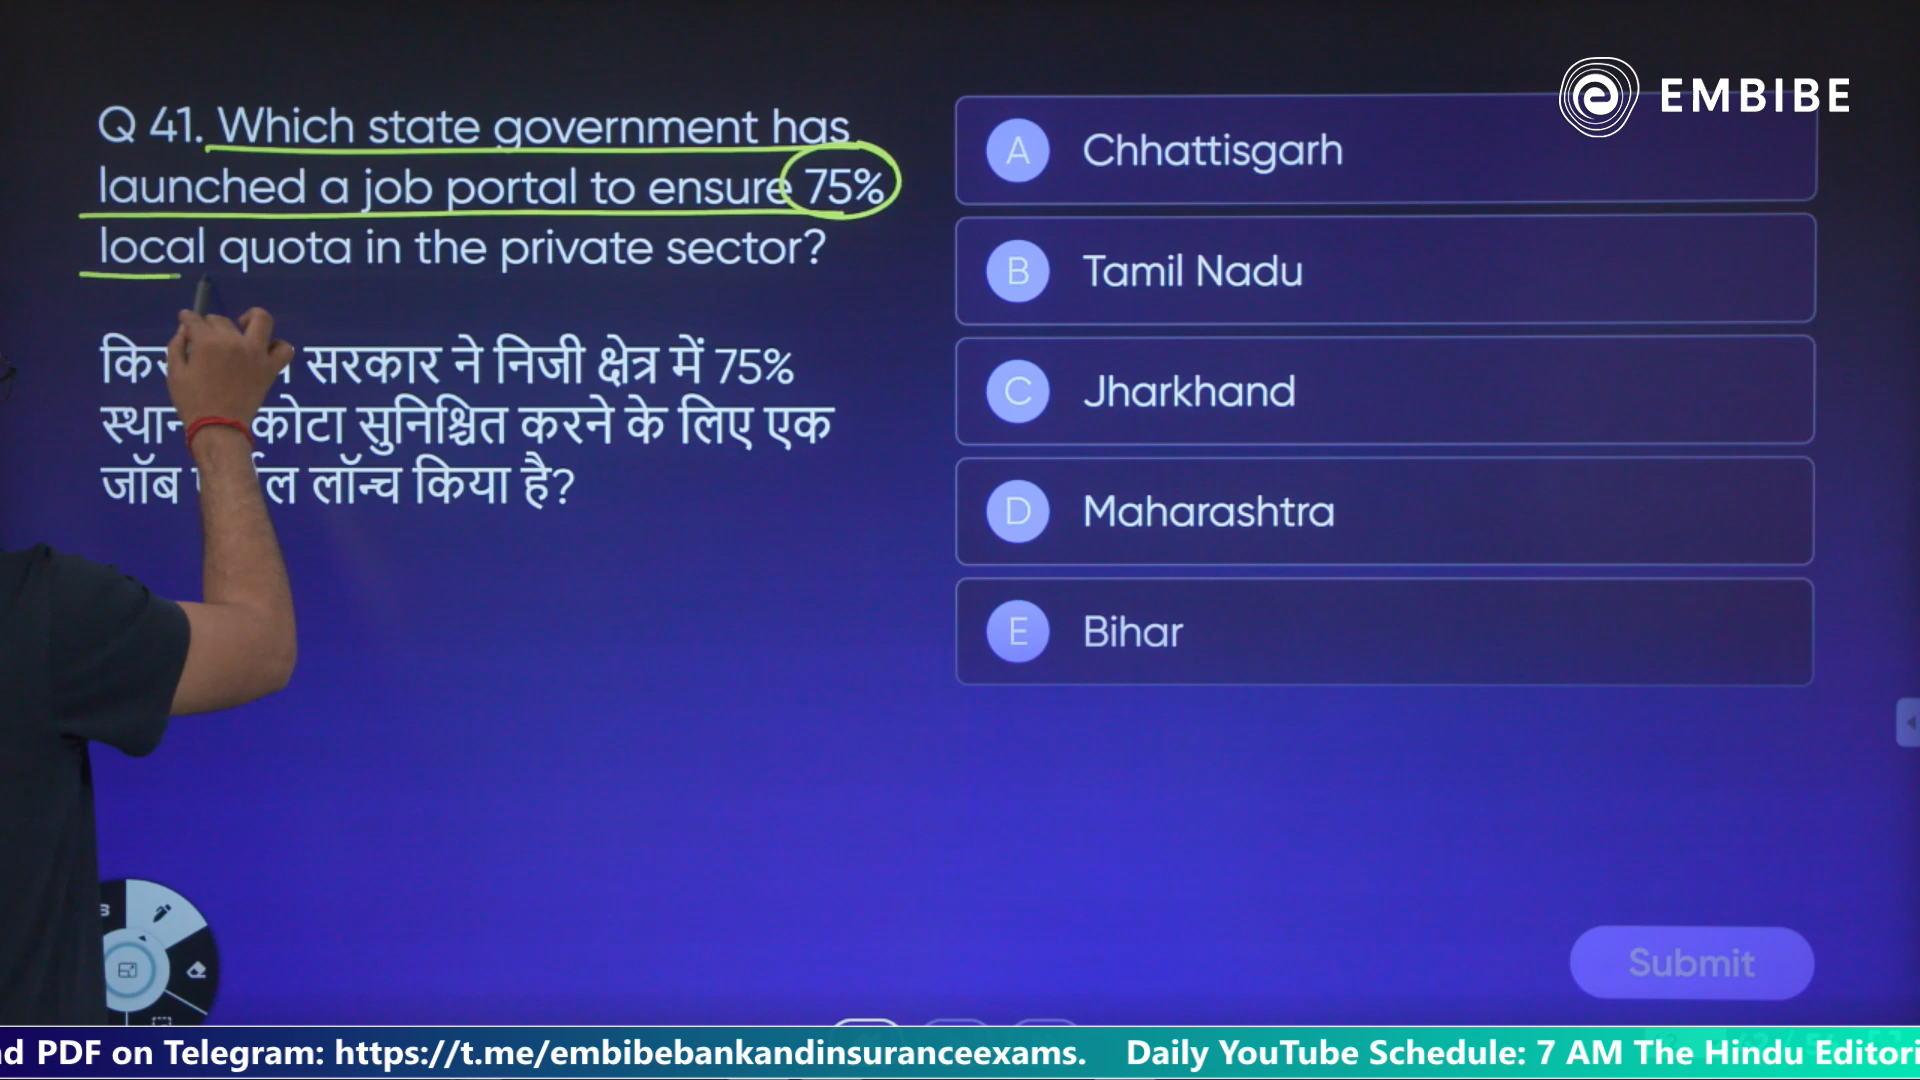 EMBIBE
Q 41. Which state government has
launched a job portal to ensure 75%
local quota in the private sector?
सरकार ने निजी क्षेत्र में 75%
कोटा सुनिश्चित करने के लिए एक
जॉब लॉन्च किया है?
A Chhattisgarh
B Tamil Nadu
C Jharkhand
D Maharashtra
E Bihar
Submit
PDF on Telegram: https://t.me/embibebankandinsuranceexams. Daily YouTube Schedule: 7 AM The Hindu